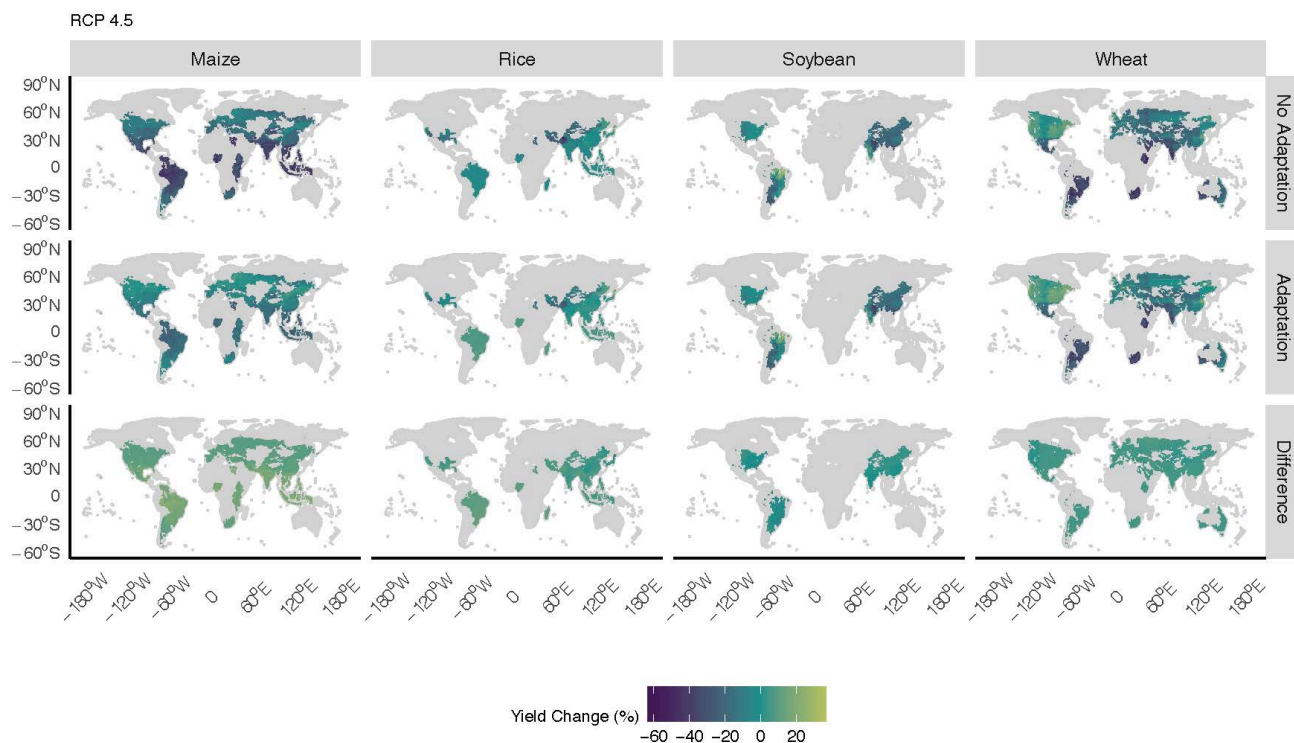 RCP 4.5
Maize Rice Soybean Wheat
90°N
60°N
30°N
0
−30°S
−60°S
No Adaptation
90°N
60°N
30°N
0
−30°S
−60°S
Adaptation
90°N
60°N
30°N
0
−30°S
−60°S
Difference
−180°W −120°W −60°W 0 60°E 120°E 180°E −180°W −120°W −60°W 0 60°E 120°E 180°E −180°W −120°W −60°W 0 60°E 120°E 180°E −180°W −120°W −60°W 0 60°E 120°E 180°E
Yield Change (%)
−60 −40 −20 0 20